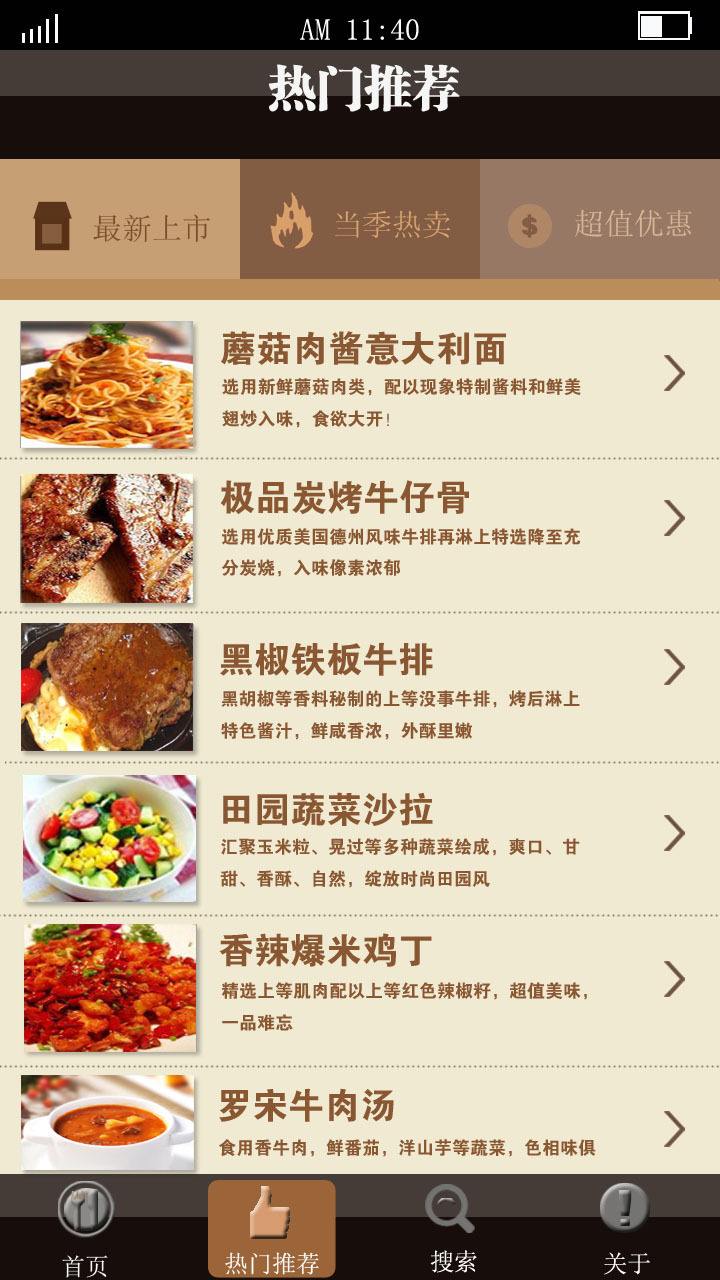 AM 11:40
热门推荐
最新上市
当季热卖
$ 超值优惠
蘑菇肉酱意大利面
选用新鲜蘑菇肉类，配以现象特制酱料和鲜美
翅炒入味，食欲大开！
极品炭烤牛仔骨
选用优质美国德州风味牛排再淋上特选降至充
分炭烧，入味像素浓郁
黑椒铁板牛排
黑胡椒等香料秘制的上等没事牛排，烤后淋上
特色酱汁，鲜咸香浓，外酥里嫩
田园蔬菜沙拉
汇聚玉米粒、晃过等多种蔬菜绘成，爽口、甘
甜、香酥、自然，绽放时尚田园风
香辣爆米鸡丁
精选上等肌肉配以上等红色辣椒籽，超值美味，
一品难忘
罗宋牛肉汤
食用香牛肉，鲜番茄，洋山芋等蔬菜，色相味俱
首页
热门推荐
搜索
关于